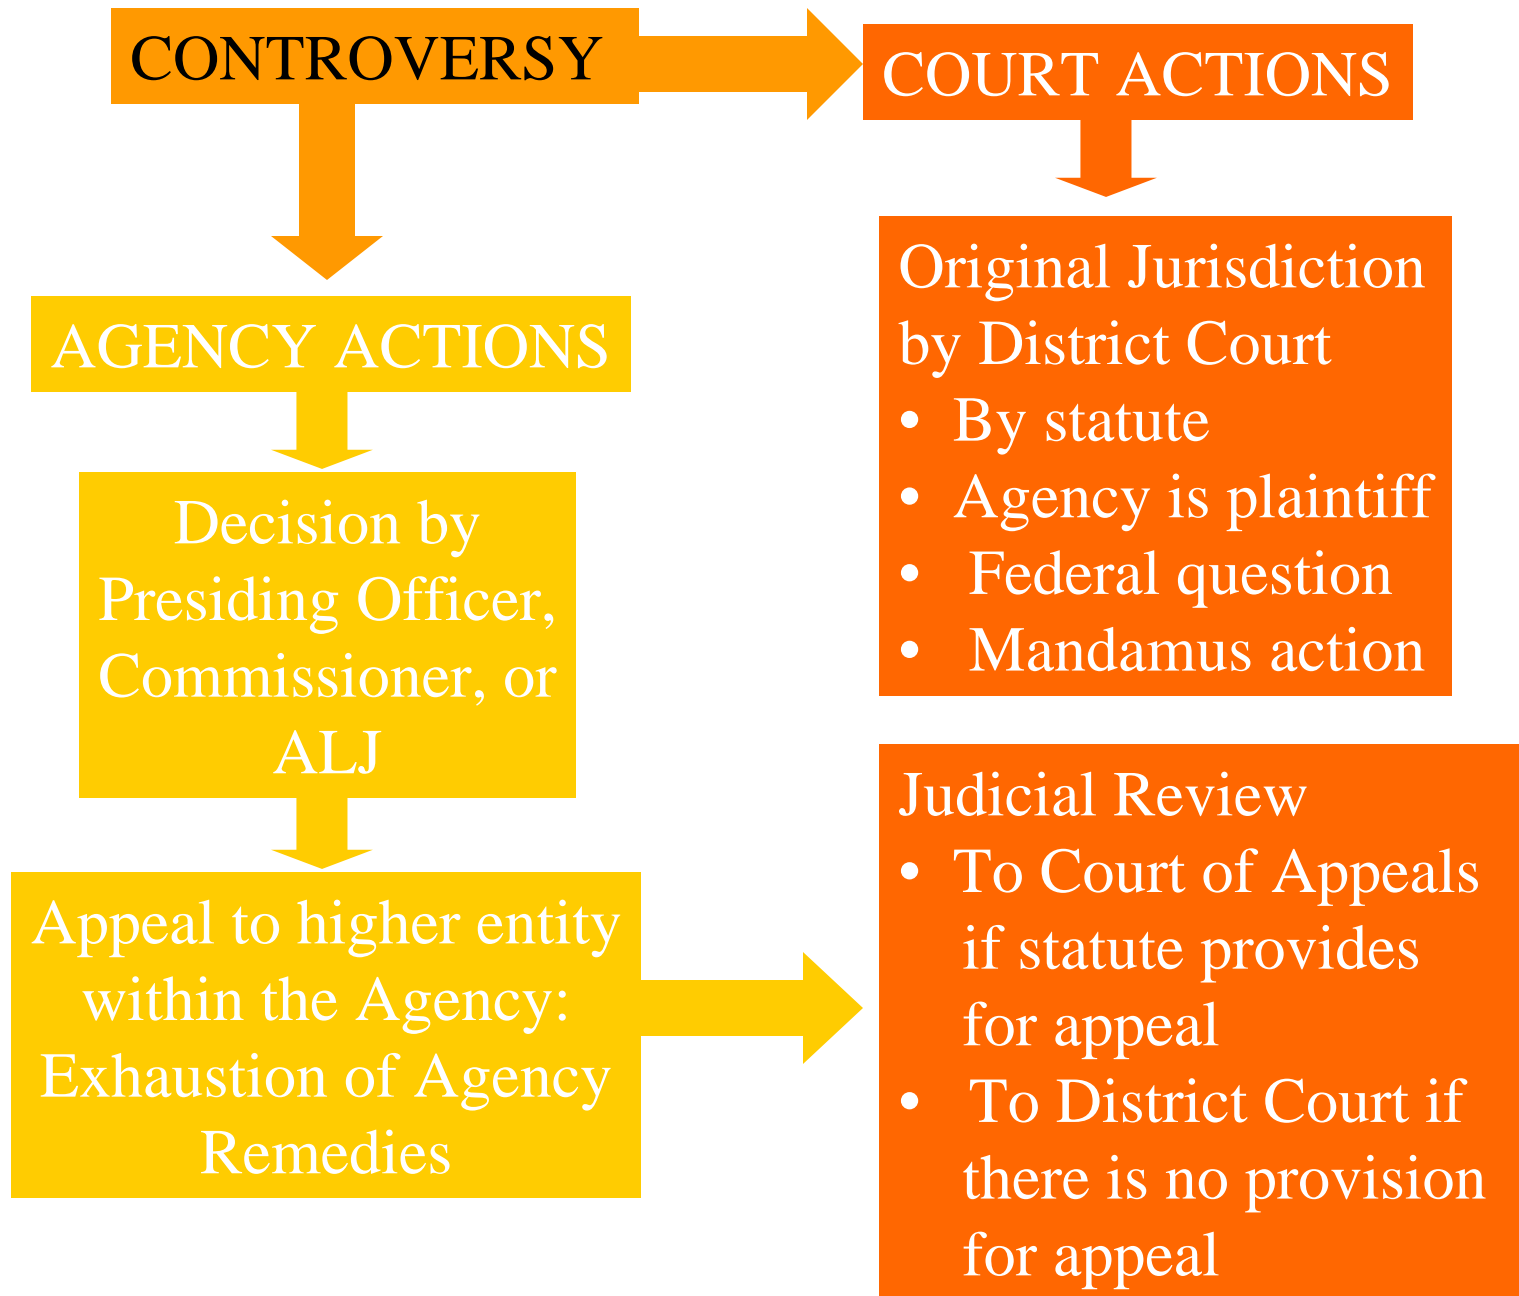 CONTROVERSY
COURT ACTIONS
AGENCY ACTIONS
Decision by
Presiding Officer,
Commissioner, or
ALJ
Appeal to higher entity
within the Agency:
Exhaustion of Agency
Remedies
Original Jurisdiction
by District Court
• By statute
• Agency is plaintiff
• Federal question
• Mandamus action
Judicial Review
• To Court of Appeals
if statute provides
for appeal
• To District Court if
there is no provision
for appeal